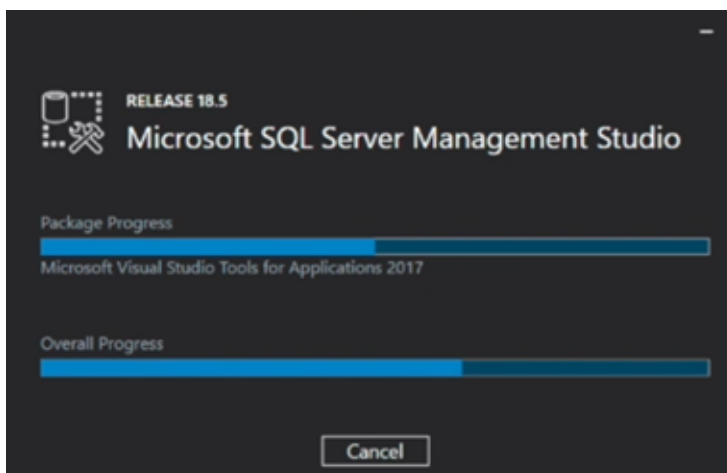 RELEASE 18.5
Microsoft SQL Server Management Studio
Package Progress
Microsoft Visual Studio Tools for Applications 2017
Overall Progress
Cancel